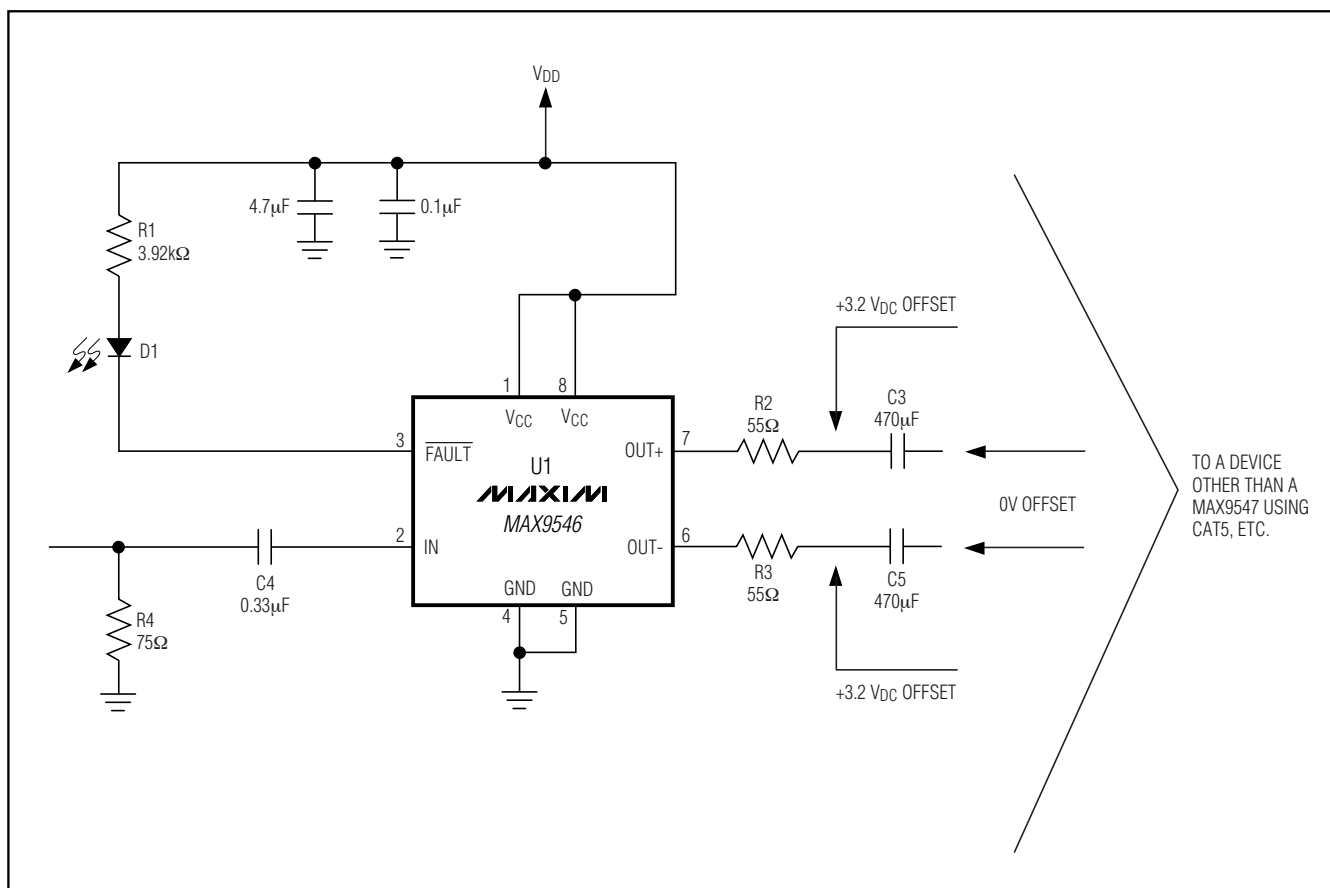 VDD
4.7μF
0.1μF
R1
3.92kΩ
D1
+3.2 VDC OFFSET
1
8
VCC
VCC
R2
55Ω
C3
470μF
3
FAULT
OUT+
7
U1
MAXIM
MAX9546
TO A DEVICE
OTHER THAN A
MAX9547 USING
CAT5, ETC.
0V OFFSET
2
IN
OUT-
6
C4
0.33μF
R3
55Ω
C5
470μF
GND
GND
4
5
R4
75Ω
+3.2 VDC OFFSET